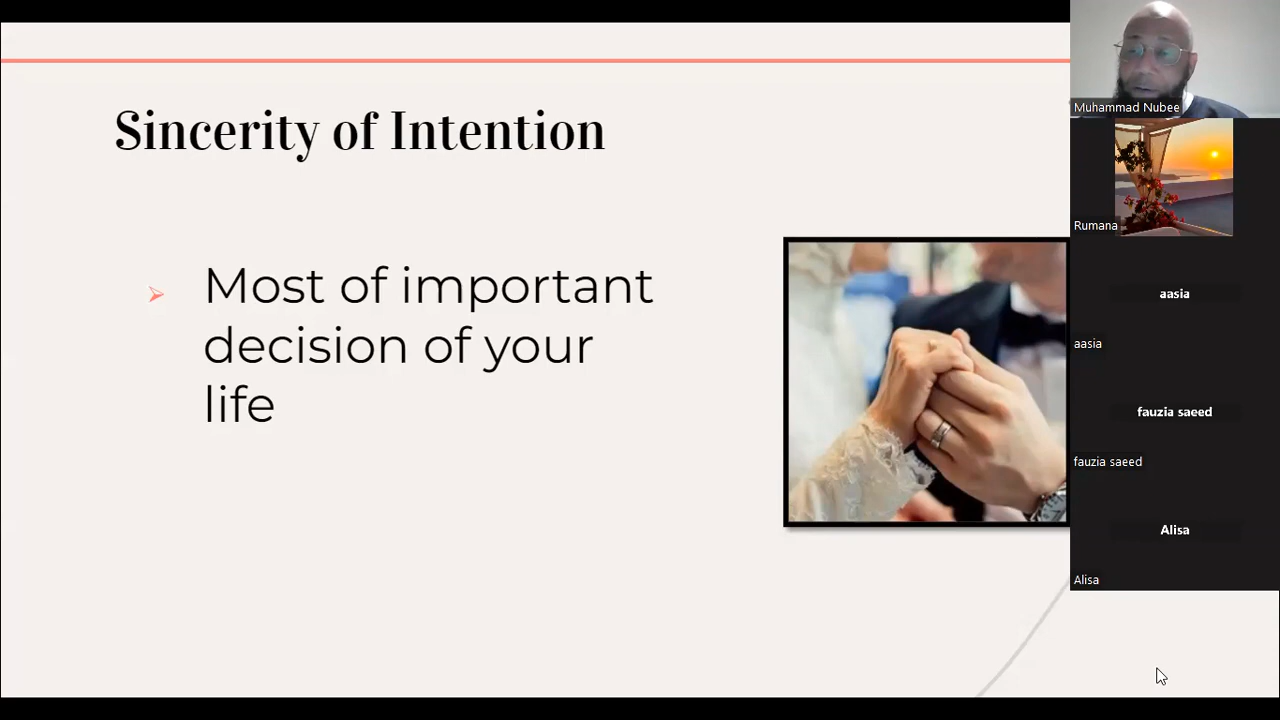 Sincerity of Intention
Most of important
decision of your
life
Muhammad Nubee
Rumana
aasia
aasia
fauzia saeed
fauzia saeed
Alisa
Alisa